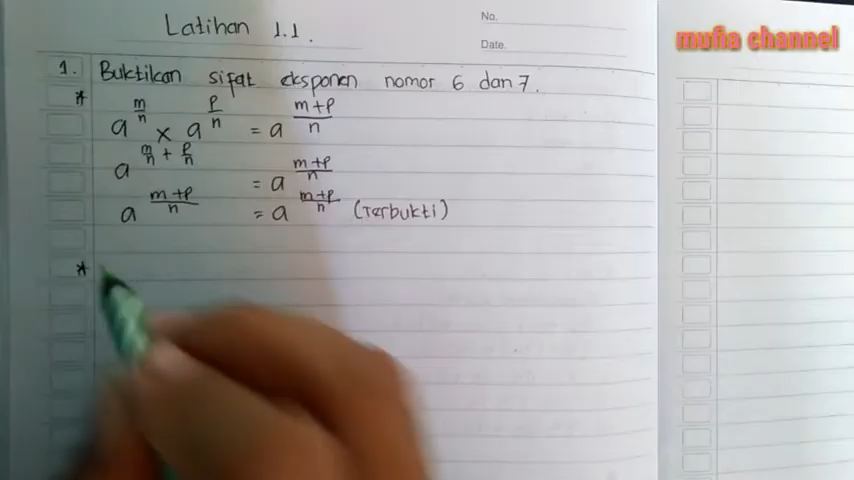 Latihan 1.1.
No.
Date.
mufia channel
1. Buktikan sifat eksponen nomor 6 dan 7.
* a^(m/n) × a^(p/n) = a^((m+p)/n)
a^(m/n + p/n) = a^((m+p)/n)
a^((m+p)/n) = a^((m+p)/n) (Terbukti)
*